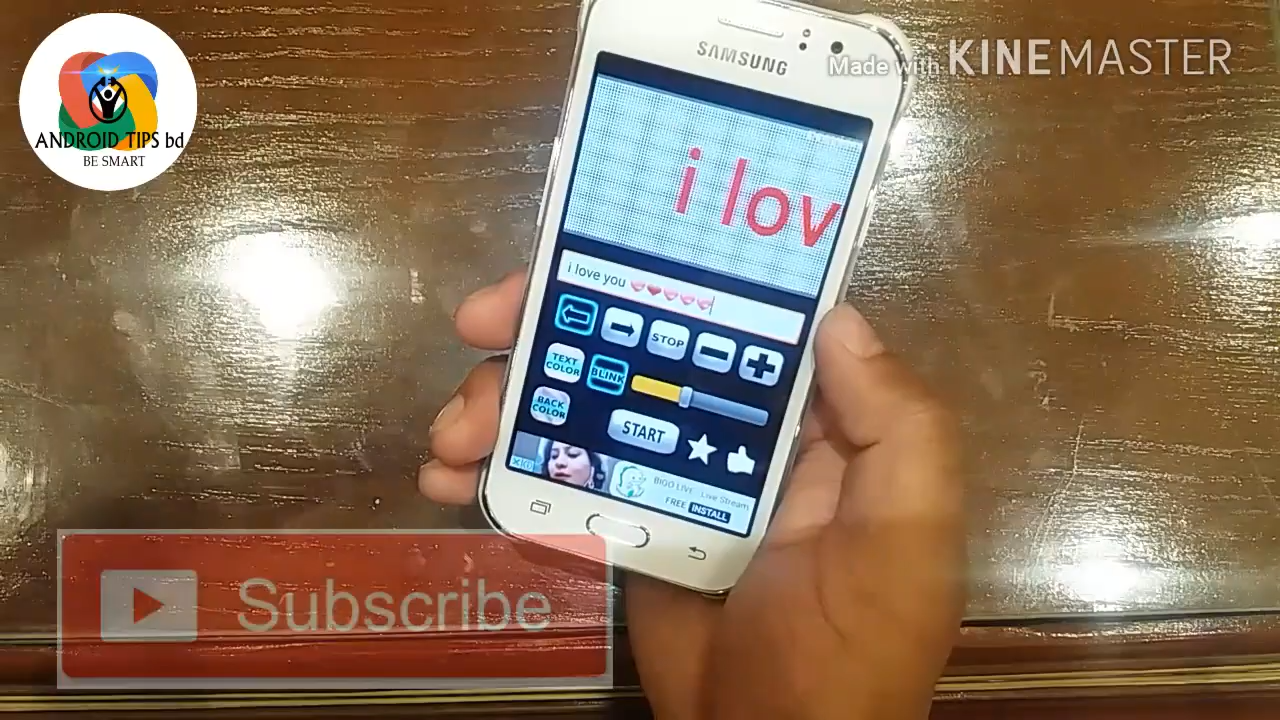 ANDROID TIPS bd
BE SMART
Made with KINEMASTER
SAMSUNG
i lov
i love you 💋❤💋💋💋
STOP
TEXT COLOR
BLINK
BACK COLOR
START
BIGO LIVE - Live Stream
FREE INSTALL
Subscribe